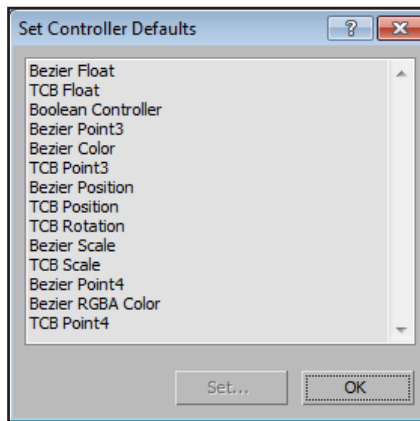 Set Controller Defaults
?
Bezier Float
TCB Float
Boolean Controller
Bezier Point3
Bezier Color
TCB Point3
Bezier Position
TCB Position
TCB Rotation
Bezier Scale
TCB Scale
Bezier Point4
Bezier RGBA Color
TCB Point4
Set... OK